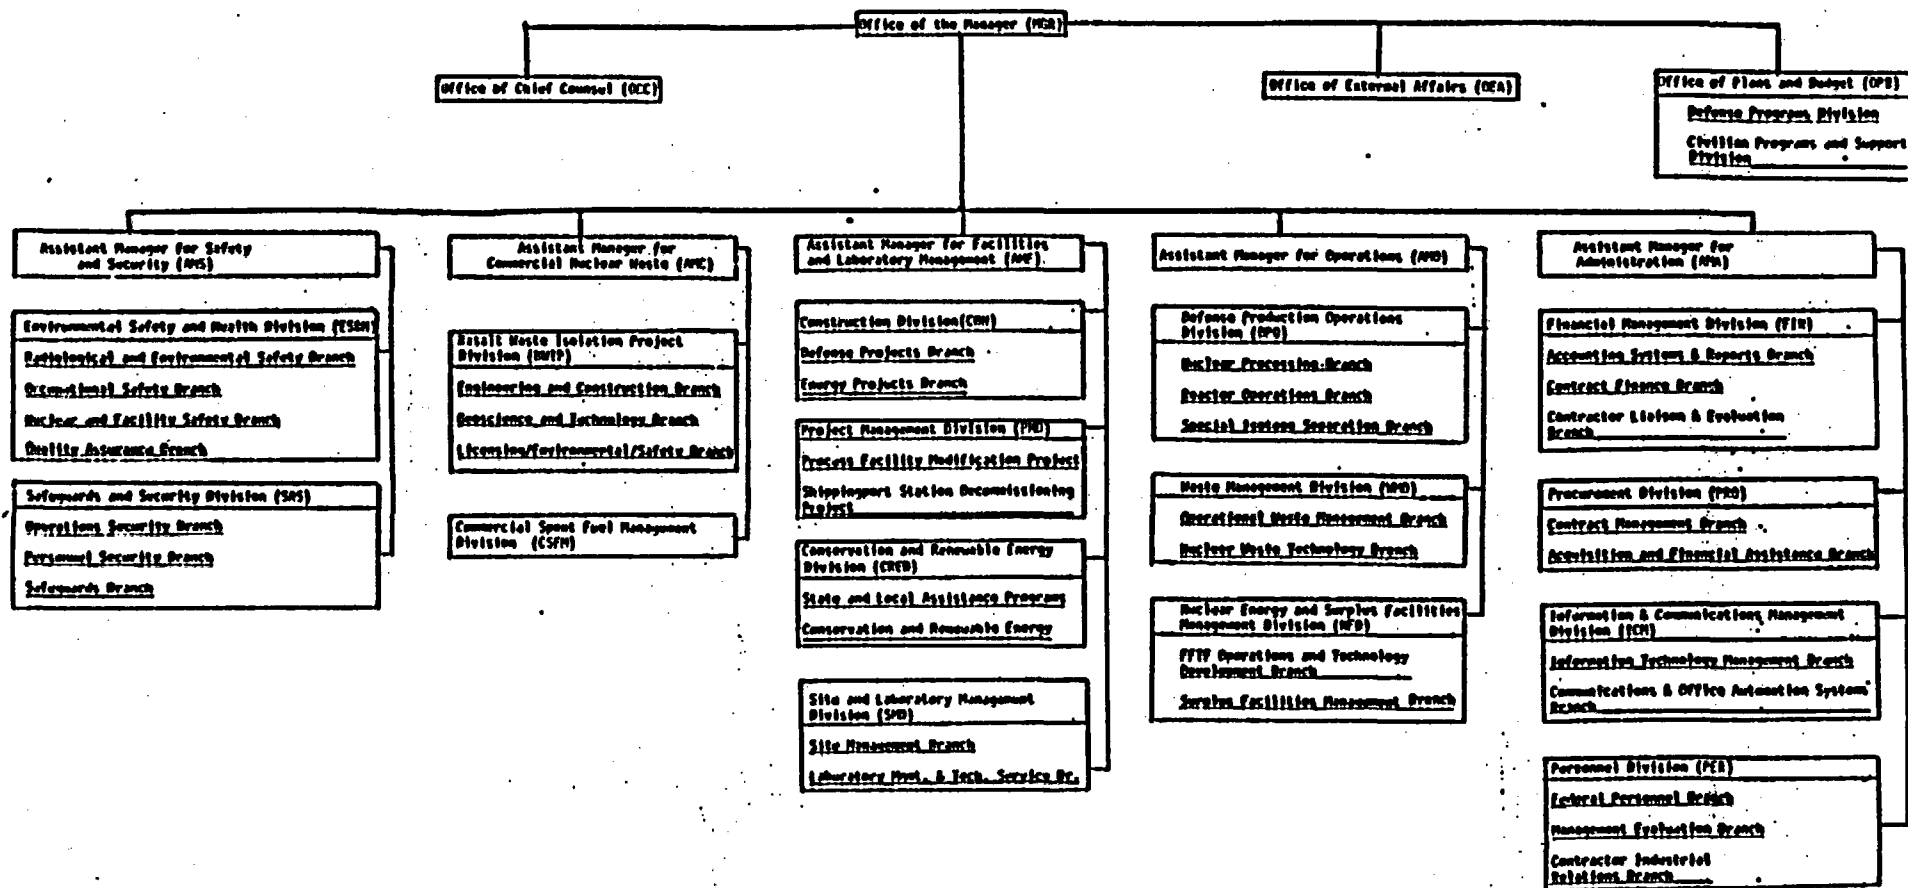 Office of the Manager (MGR)
Office of Chief Counsel (OCC)
Office of External Affairs (OEA)
Office of Plans and Budget (OPB)
Defense Programs Division
Civilian Programs and Support
Division
Assistant Manager for Safety
and Security (AMS)
Environmental Safety and Health Division (ESH)
Radiological and Environmental Safety Branch
Occupational Safety Branch
Nuclear and Facility Safety Branch
Quality Assurance Branch
Safeguards and Security Division (SAS)
Operations Security Branch
Personnel Security Branch
Safeguards Branch
Assistant Manager for
Commercial Nuclear Waste (AMC)
Basalt Waste Isolation Project
Division (BWIP)
Engineering and Construction Branch
Geoscience and Technology Branch
Licensing/Environmental/Safety Branch
Commercial Spent Fuel Management
Division (CSFM)
Assistant Manager for Facilities
and Laboratory Management (AMF)
Construction Division
Defense Projects Branch
Energy Projects Branch
Project Management Division (PMD)
Process Facility Modification Project
Shippingport Station Decomissioning
Project
Conservation and Renewable Energy
Division (CRED)
State and Local Assistance Programs
Conservation and Renewable Energy
Site and Laboratory Management
Division (SMD)
Site Management Branch
Laboratory Mgmt. & Tech. Service Br.
Assistant Manager for Operations (AMO)
Defense Production Operations
Division (DPO)
Nuclear Processing Branch
Reactor Operations Branch
Special Isotope Separation Branch
Waste Management Division (WMD)
Operational Waste Management Branch
Nuclear Waste Technology Branch
Nuclear Energy and Surplus Facilities
Management Division (NFD)
FFTF Operations and Technology
Development Branch
Surplus Facilities Management Branch
Assistant Manager for
Administration (AMA)
Financial Management Division (FIN)
Accounting Systems & Reports Branch
Contract Finance Branch
Contractor Liaison & Evaluation
Branch
Procurement Division (PRO)
Contract Management Branch
Acquisition and Financial Assistance Branch
Information & Communications Management
Division (ICM)
Information Technology Management Branch
Communications & Office Automation Systems
Branch
Personnel Division (PER)
Federal Personnel Branch
Management Evaluation Branch
Contractor Industrial
Relations Branch